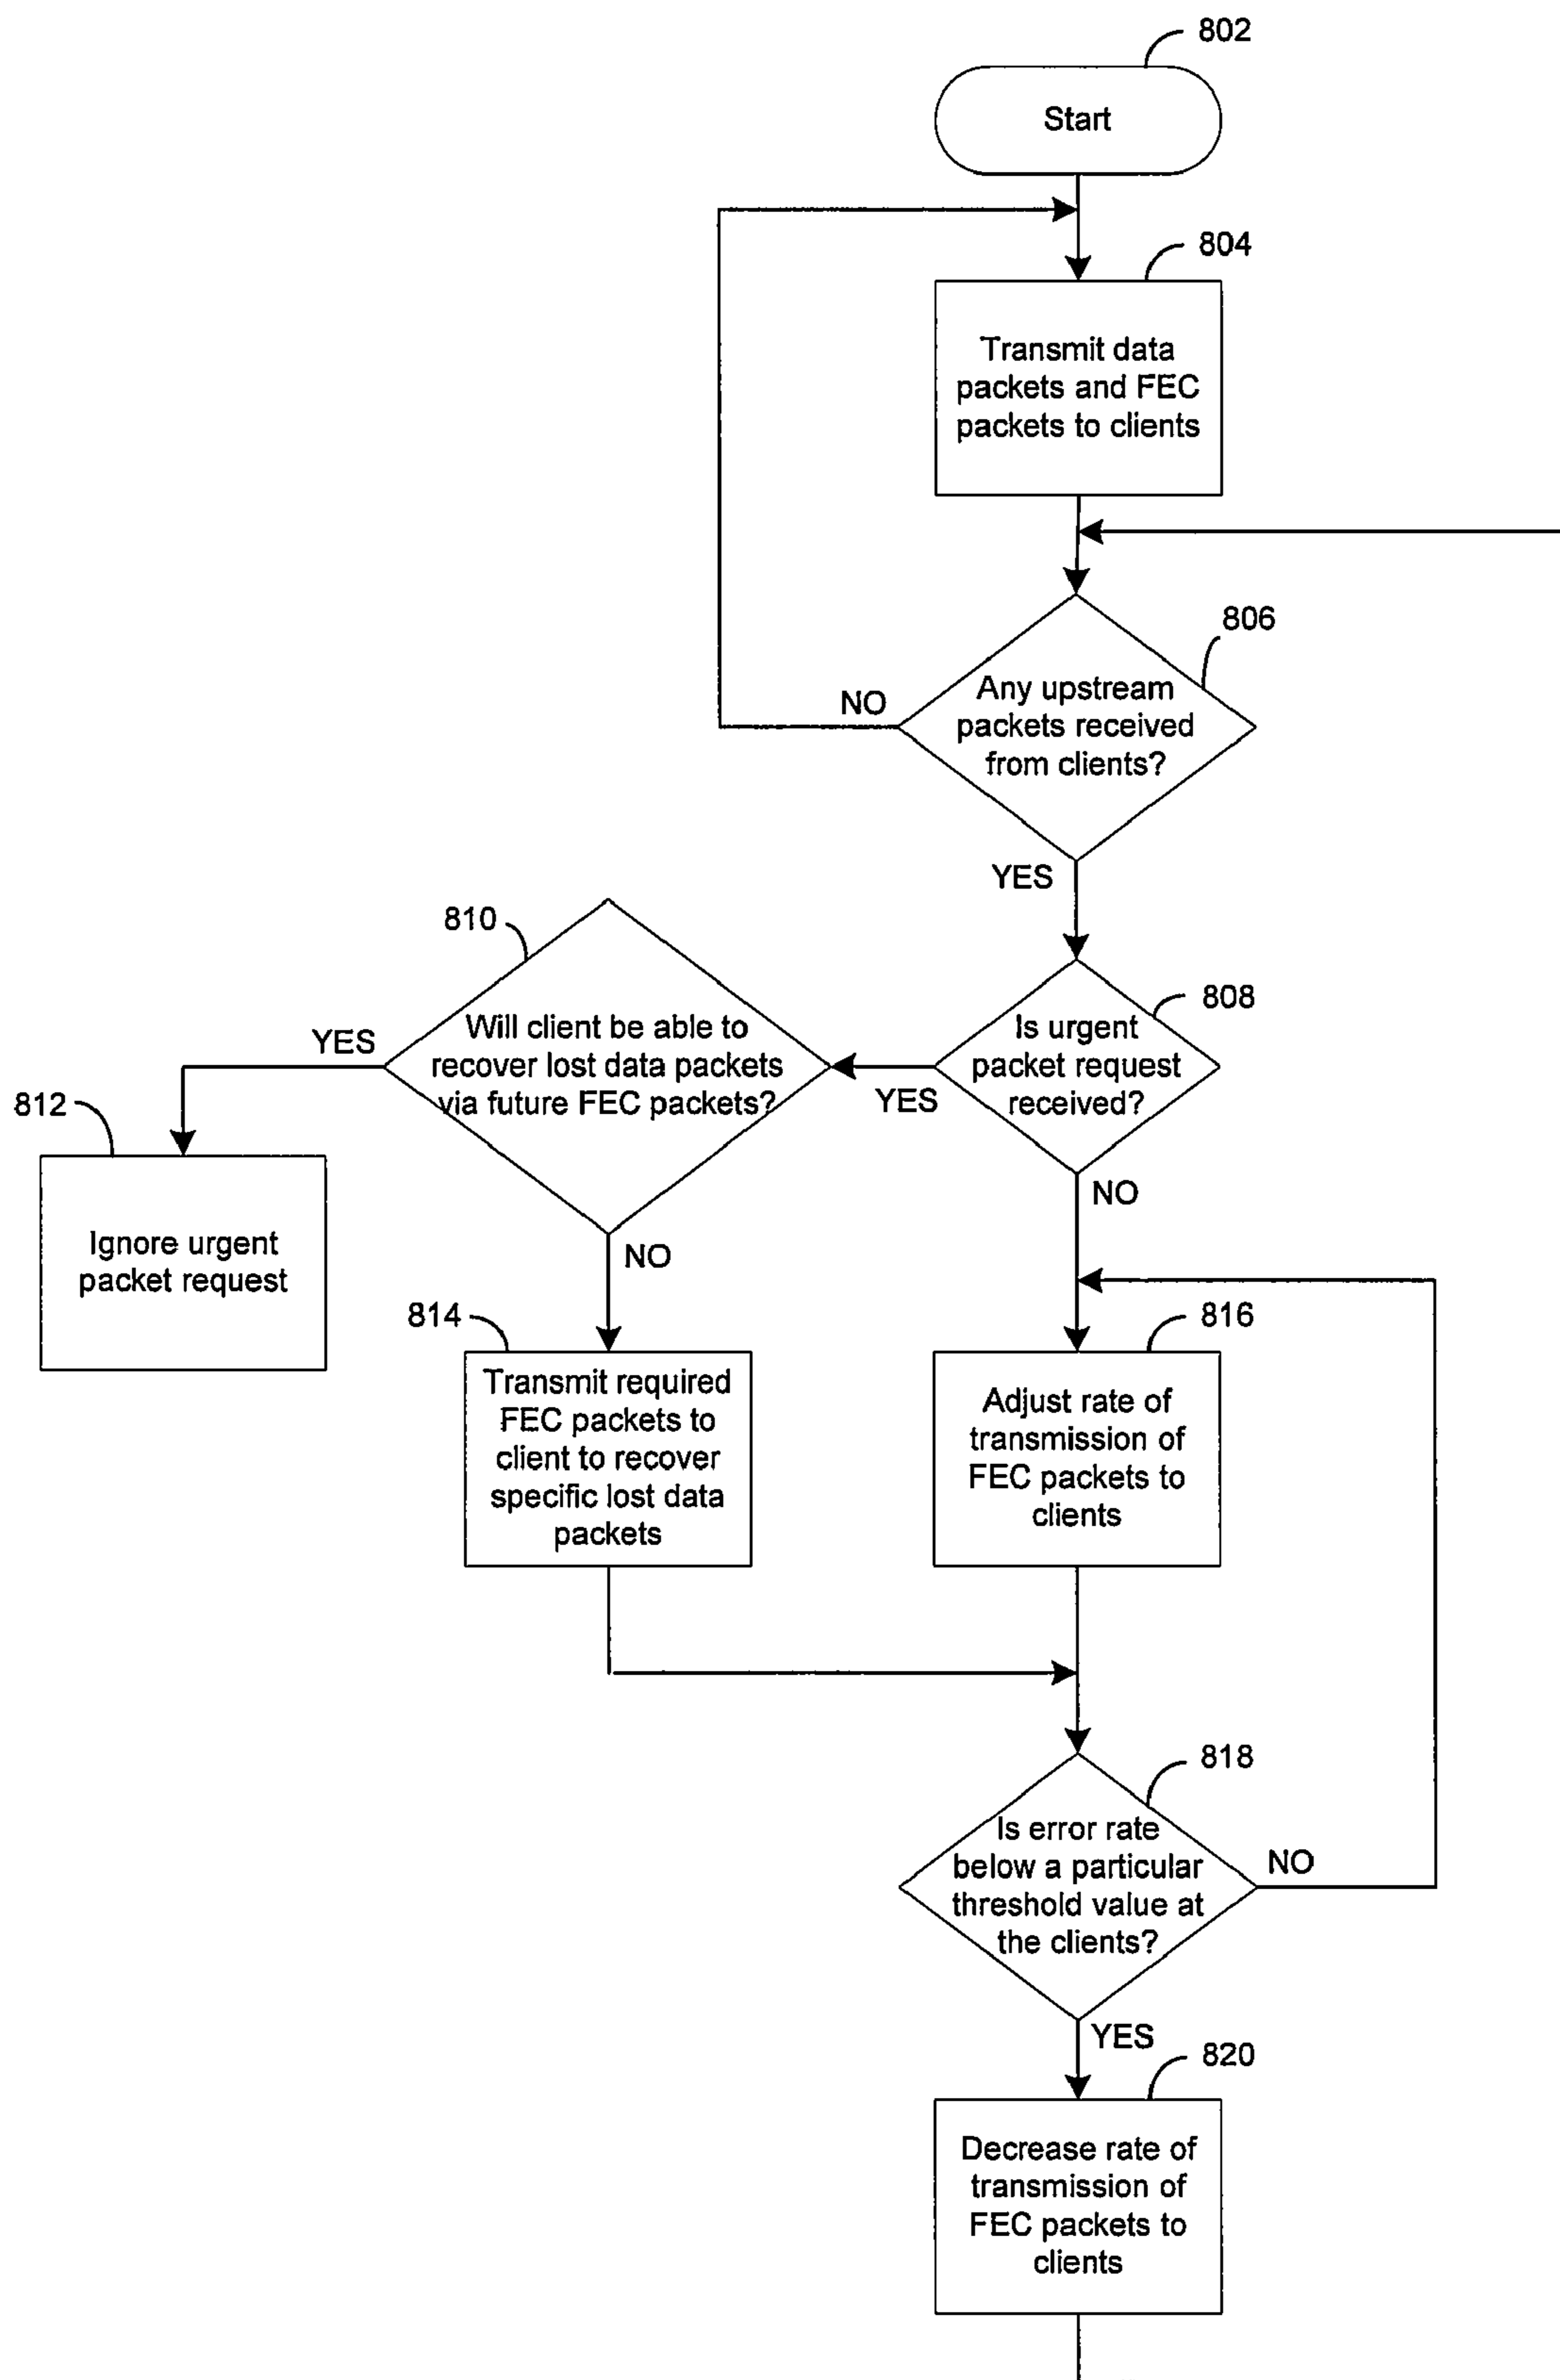 802
Start
804
Transmit data
packets and FEC
packets to clients
806
Any upstream
packets received
from clients?
NO
YES
808
Is urgent
packet request
received?
YES
NO
810
Will client be able to
recover lost data packets
via future FEC packets?
YES
NO
812
Ignore urgent
packet request
814
Transmit required
FEC packets to
client to recover
specific lost data
packets
816
Adjust rate of
transmission of
FEC packets to
clients
818
Is error rate
below a particular
threshold value at
the clients?
NO
YES
820
Decrease rate of
transmission of
FEC packets to
clients